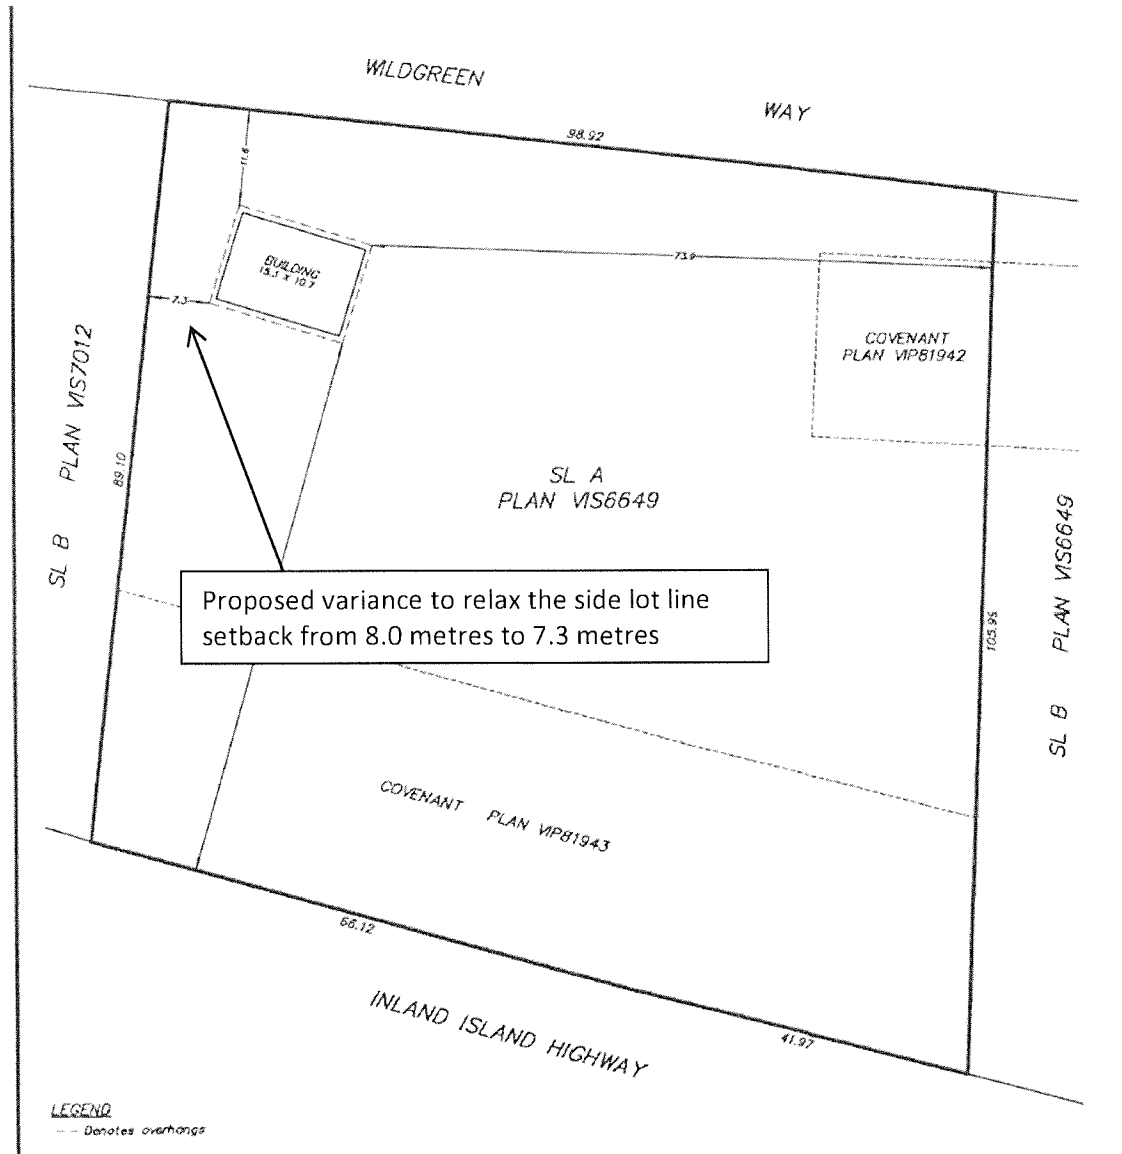 WILDGREEN WAY
98.92
11.6
BUILDING
15.3 X 10.7
73.9
7.3
COVENANT
PLAN VIP81942
SL B PLAN VIS7012
89.10
SL A
PLAN VIS6649
Proposed variance to relax the side lot line
setback from 8.0 metres to 7.3 metres
105.95
SL B PLAN VIS6649
COVENANT PLAN VIP81943
66.12
41.97
INLAND ISLAND HIGHWAY
LEGEND
-- Denotes overhangs